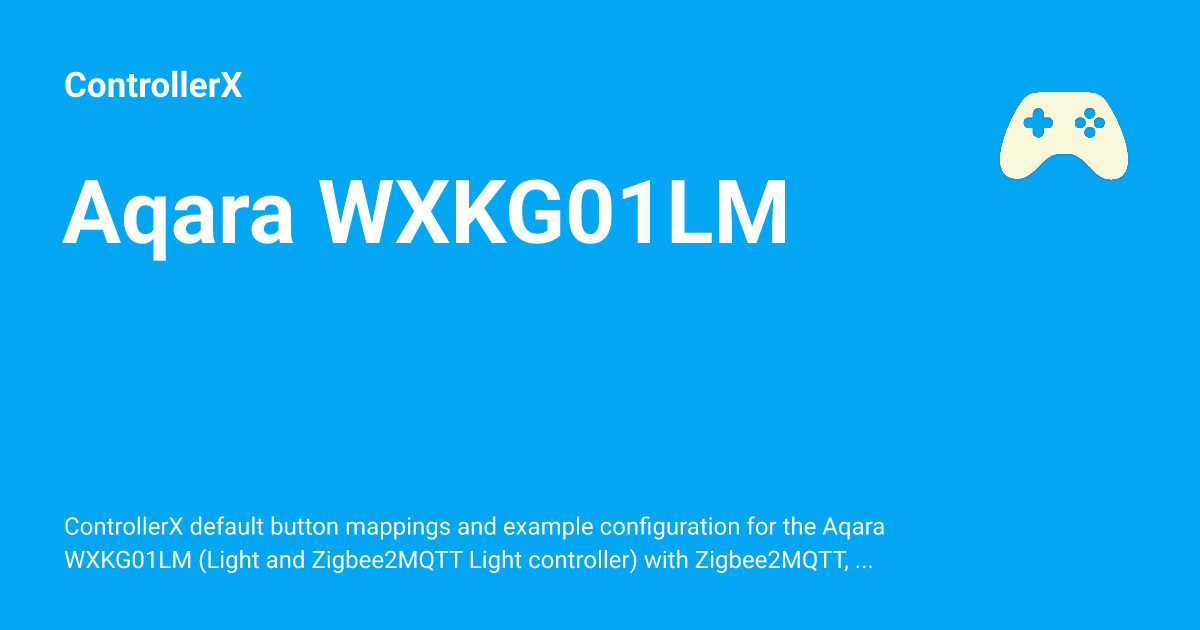 ControllerX
Aqara WXKG01LM
ControllerX default button mappings and example configuration for the Aqara
WXKG01LM (Light and Zigbee2MQTT Light controller) with Zigbee2MQTT, ...